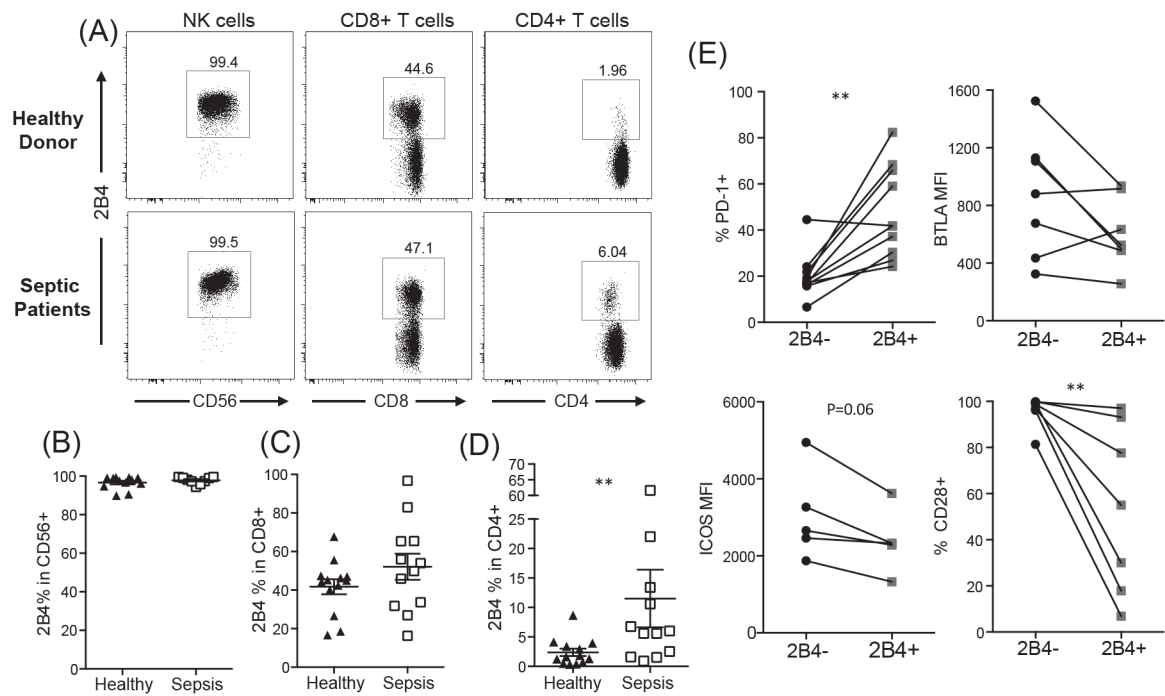 (A)
NK cells
CD8+ T cells
CD4+ T cells
Healthy
Donor
99.4
44.6
1.96
2B4
Septic
Patients
99.5
47.1
6.04
CD56
CD8
CD4
(B)
2B4% in CD56+
100
80
60
40
20
0
Healthy
Sepsis
(C)
2B4 % in CD8+
100
80
60
40
20
0
Healthy
Sepsis
(D)
2B4 % in CD4+
70
65
60
25
20
15
10
5
0
**
Healthy
Sepsis
(E)
% PD-1+
100
80
60
40
20
0
**
2B4-
2B4+
BTLA MFI
1600
1200
800
400
0
2B4-
2B4+
ICOS MFI
6000
4000
2000
0
P=0.06
2B4-
2B4+
% CD28+
100
80
60
40
20
0
**
2B4-
2B4+